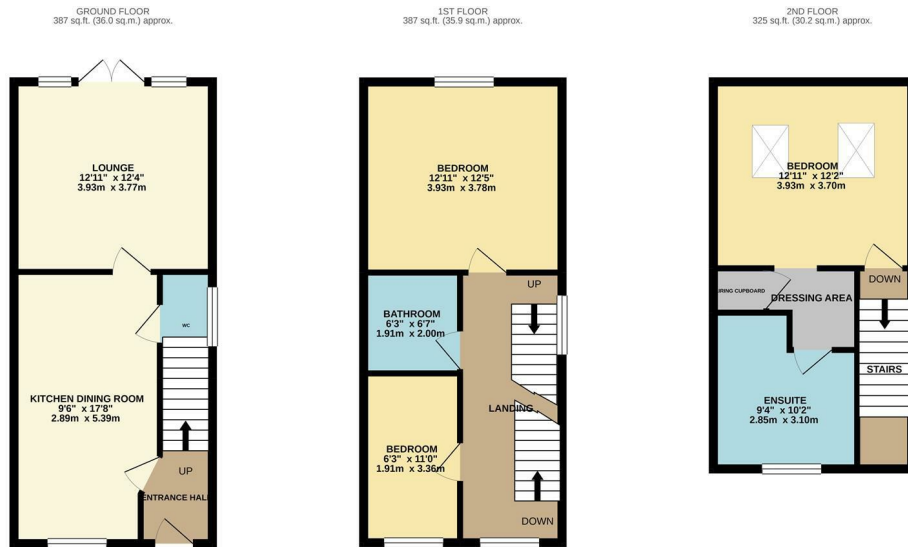 GROUND FLOOR
387 sq.ft. (36.0 sq.m.) approx.
LOUNGE
12'11" x 12'4"
3.93m x 3.77m
WC
KITCHEN DINING ROOM
9'6" x 17'8"
2.89m x 5.39m
UP
ENTRANCE HALL
1ST FLOOR
387 sq.ft. (35.9 sq.m.) approx.
BEDROOM
12'11" x 12'5"
3.93m x 3.78m
UP
BATHROOM
6'3" x 6'7"
1.91m x 2.00m
LANDING
BEDROOM
6'3" x 11'0"
1.91m x 3.36m
DOWN
2ND FLOOR
325 sq.ft. (30.2 sq.m.) approx.
BEDROOM
12'11" x 12'2"
3.93m x 3.70m
DOWN
CUPBOARD
DRESSING AREA
STAIRS
ENSUITE
9'4" x 10'2"
2.85m x 3.10m